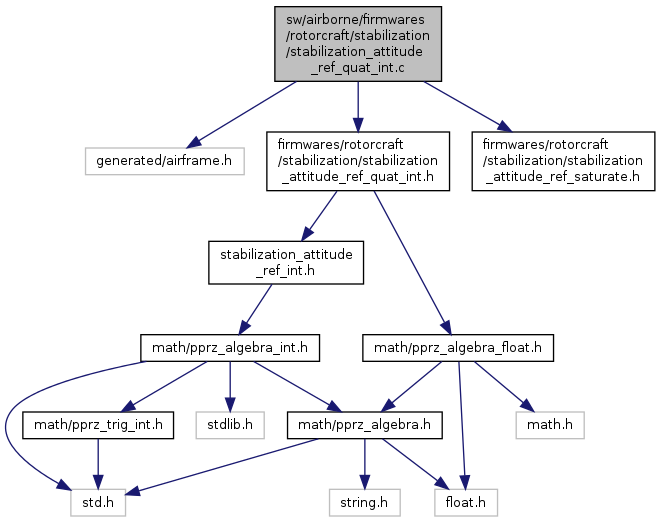 sw/airborne/firmwares
/rotorcraft/stabilization
/stabilization_attitude
_ref_quat_int.c
generated/airframe.h
firmwares/rotorcraft
/stabilization/stabilization
_attitude_ref_quat_int.h
firmwares/rotorcraft
/stabilization/stabilization
_attitude_ref_saturate.h
stabilization_attitude
_ref_int.h
math/pprz_algebra_int.h
math/pprz_algebra_float.h
math/pprz_trig_int.h
stdlib.h
math/pprz_algebra.h
math.h
std.h
string.h
float.h